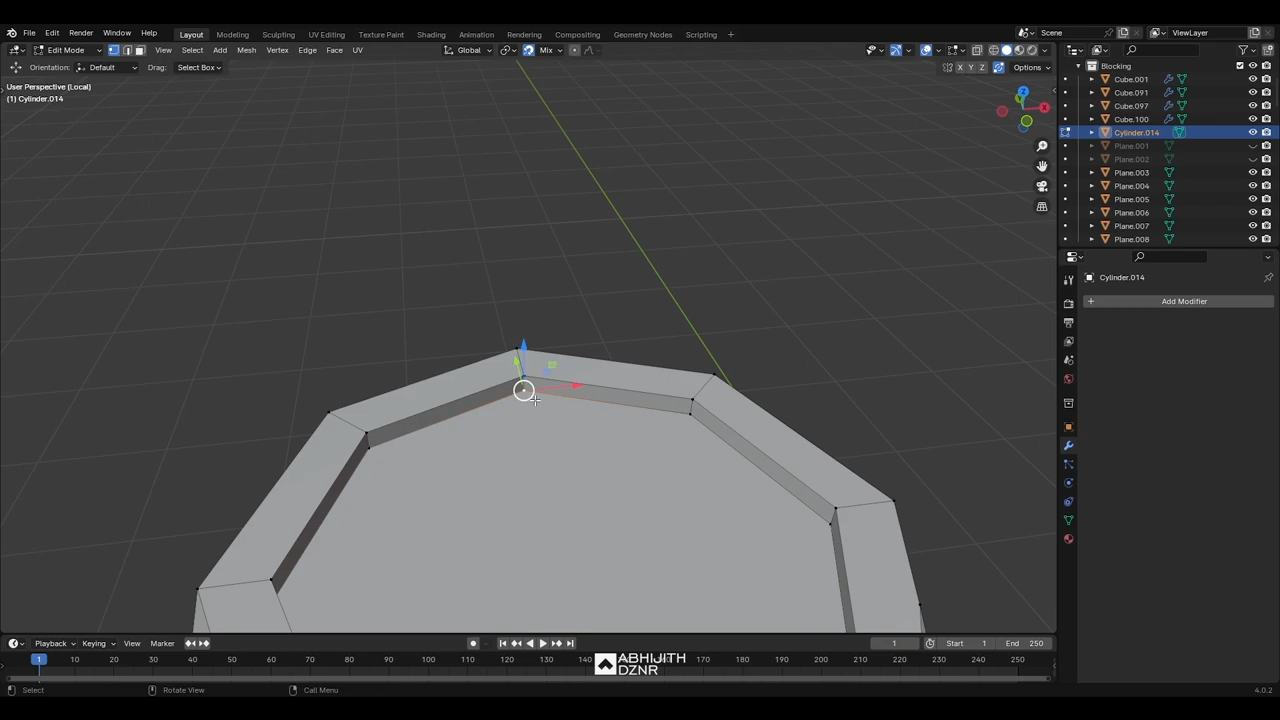 File Edit Render Window Help Layout Modeling Sculpting UV Editing Texture Paint Shading Animation Rendering Compositing Geometry Nodes Scripting + Scene ViewLayer
Edit Mode View Select Add Mesh Vertex Edge Face UV Global Mix
Orientation: Default Drag: Select Box X Y Z Options
User Perspective (Local)
(1) Cylinder.014
Z
X
Blocking
Cube.001
Cube.091
Cube.097
Cube.100
Cylinder.014
Plane.001
Plane.002
Plane.003
Plane.004
Plane.005
Plane.006
Plane.007
Plane.008
Cylinder.014
+ Add Modifier
Playback Keying View Marker 1 Start 1 End 250
1 10 20 30 40 50 60 70 80 90 100 110 120 130 140 150 160 170 180 190 200 210 220 230 240 250
ABHIJITH
DZNR
Select Rotate View Call Menu 4.0.2